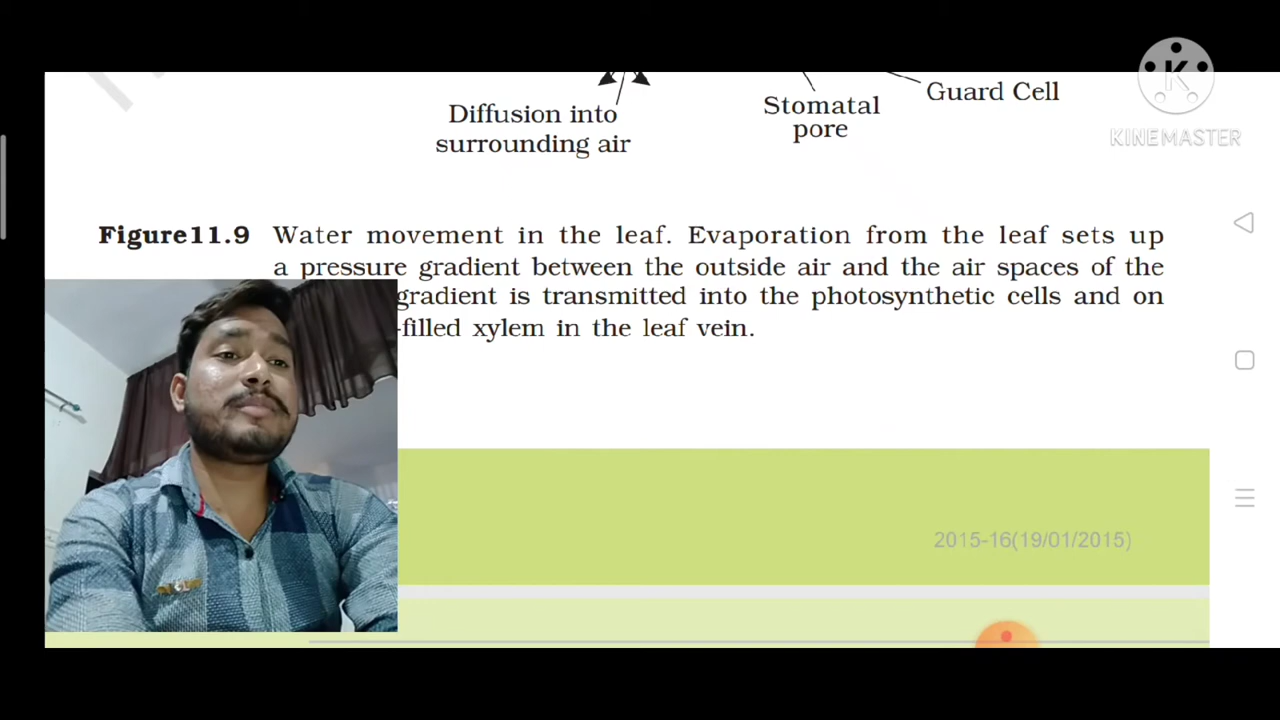 Guard Cell
Stomatal
pore
Diffusion into
surrounding air
K
KINEMASTER
Figure11.9 Water movement in the leaf. Evaporation from the leaf sets up
a pressure gradient between the outside air and the air spaces of the
gradient is transmitted into the photosynthetic cells and on
-filled xylem in the leaf vein.
2015-16(19/01/2015)